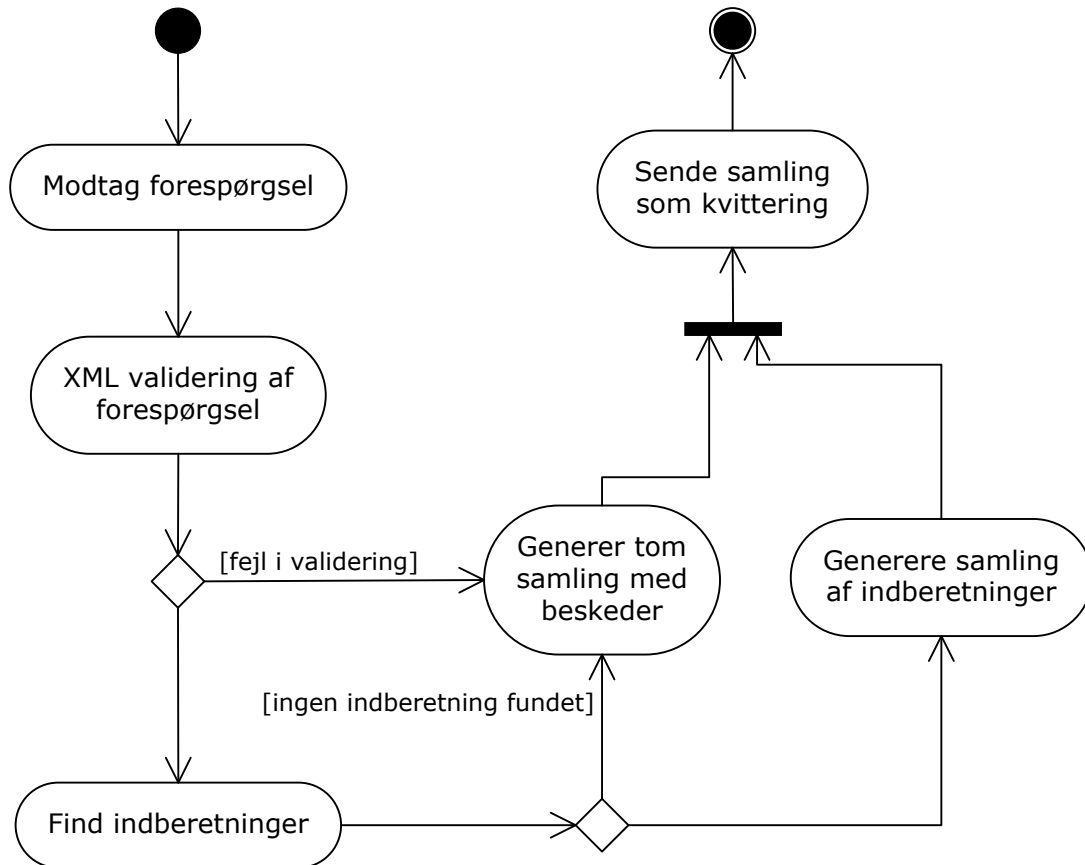 Modtag forespørgsel
Sende samling
som kvittering
XML validering af
forespørgsel
[fejl i validering]
Generer tom
samling med
beskeder
Generere samling
af indberetninger
[ingen indberetning fundet]
Find indberetninger